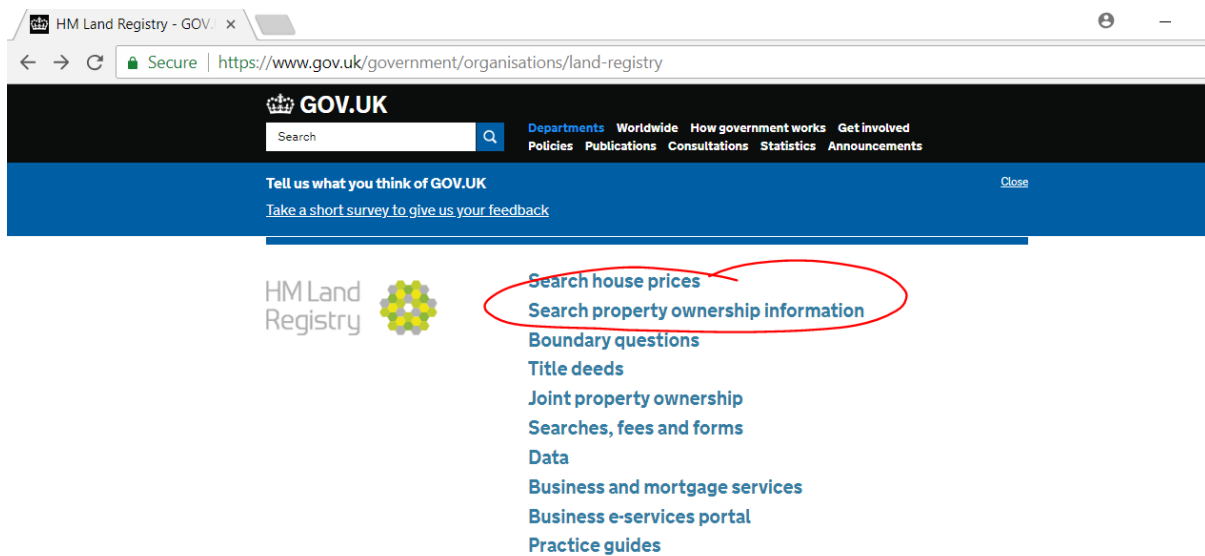 HM Land Registry - GOV.
Secure https://www.gov.uk/government/organisations/land-registry
GOV.UK
Search
Departments Worldwide How government works Get involved
Policies Publications Consultations Statistics Announcements
Tell us what you think of GOV.UK
Close
Take a short survey to give us your feedback
HM Land
Registry
Search house prices
Search property ownership information
Boundary questions
Title deeds
Joint property ownership
Searches, fees and forms
Data
Business and mortgage services
Business e-services portal
Practice guides